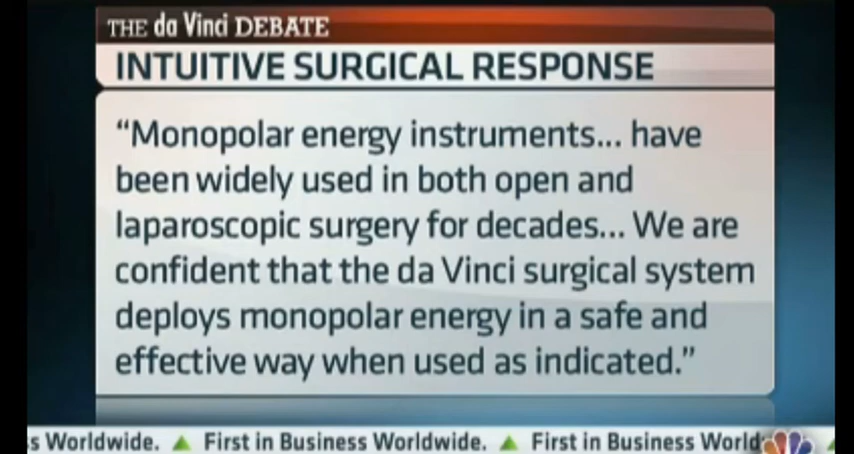 THE da Vinci DEBATE
INTUITIVE SURGICAL RESPONSE
“Monopolar energy instruments... have
been widely used in both open and
laparoscopic surgery for decades... We are
confident that the da Vinci surgical system
deploys monopolar energy in a safe and
effective way when used as indicated.”
s Worldwide. ▲ First in Business Worldwide. ▲ First in Business World